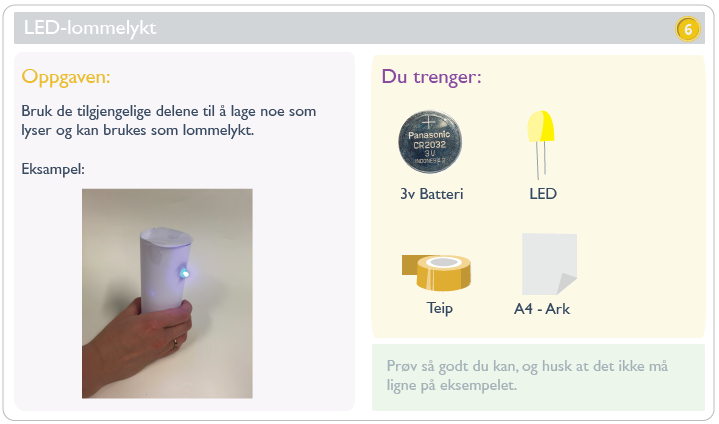 LED-lommelykt
6
Oppgaven:
Bruk de tilgjengelige delene til å lage noe som
lyser og kan brukes som lommelykt.
Eksampel:
Du trenger:
Panasonic
CR2032
3V
INDONESIA
3v Batteri
LED
Teip
A4 - Ark
Prøv så godt du kan, og husk at det ikke må
ligne på eksempelet.